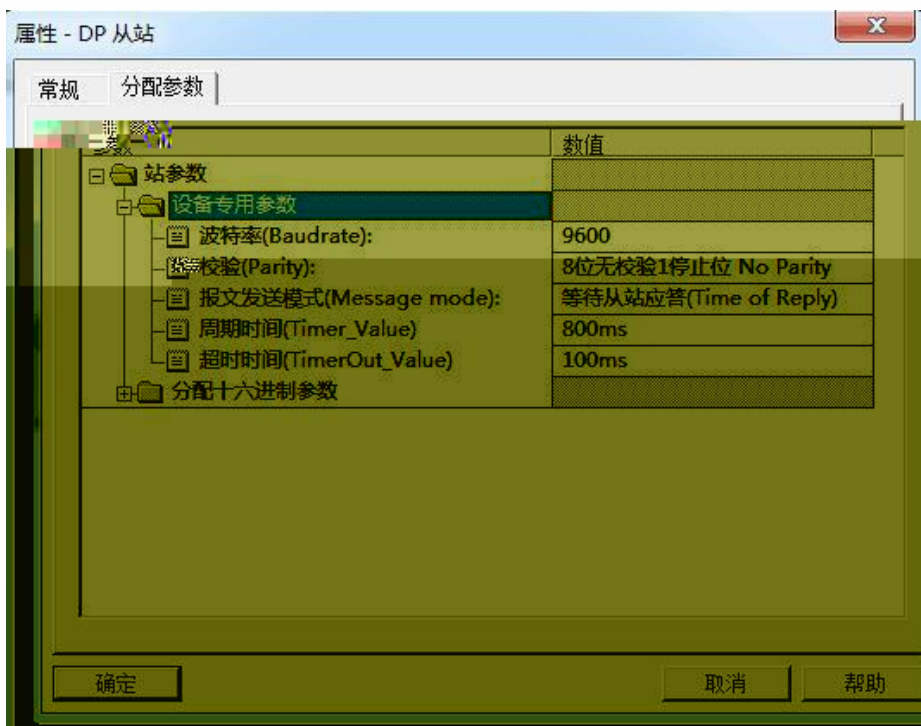 属性 - DP 从站
常规 分配参数
数值
站参数
设备专用参数
波特率(Baudrate): 9600
校验(Parity): 8位无校验1停止位 No Parity
报文发送模式(Message mode): 等待从站应答(Time of Reply)
周期时间(Timer_Value) 800ms
超时时间(TimerOut_Value) 100ms
分配十六进制参数
确定 取消 帮助